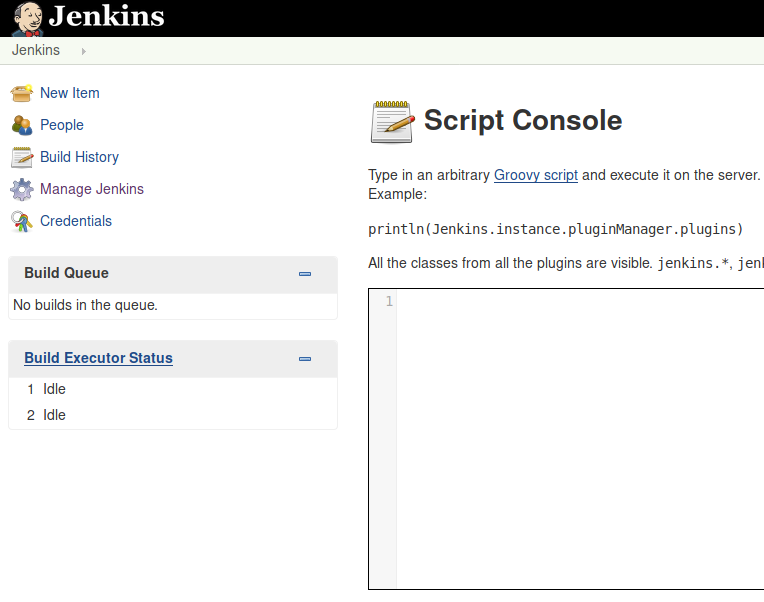 Jenkins
Jenkins
New Item
People
Build History
Manage Jenkins
Credentials
Build Queue
No builds in the queue.
Build Executor Status
1 Idle
2 Idle
Script Console
Type in an arbitrary Groovy script and execute it on the server.
Example:
println(Jenkins.instance.pluginManager.plugins)
All the classes from all the plugins are visible. jenkins.*, jen
1